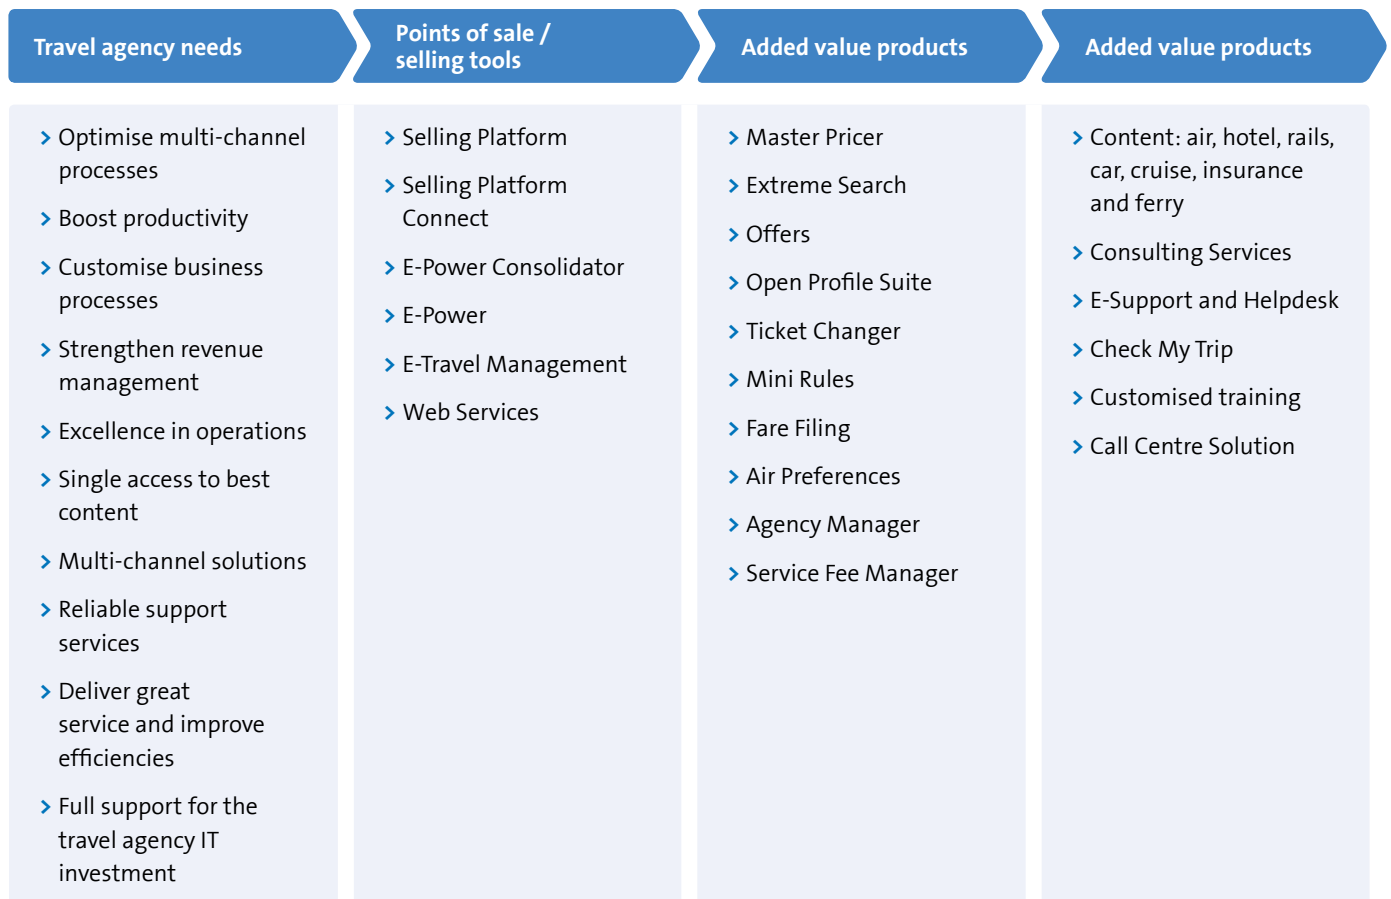 Travel agency needs
Optimise multi-channel
processes
Boost productivity
Customise business
processes
Strengthen revenue
management
Excellence in operations
Single access to best
content
Multi-channel solutions
Reliable support
services
Deliver great
service and improve
efficiencies
Full support for the
travel agency IT
investment
Points of sale /
selling tools
Selling Platform
Selling Platform
Connect
E-Power Consolidator
E-Power
E-Travel Management
Web Services
Added value products
Master Pricer
Extreme Search
Offers
Open Profile Suite
Ticket Changer
Mini Rules
Fare Filing
Air Preferences
Agency Manager
Service Fee Manager
Added value products
Content: air, hotel, rails,
car, cruise, insurance
and ferry
Consulting Services
E-Support and Helpdesk
Check My Trip
Customised training
Call Centre Solution